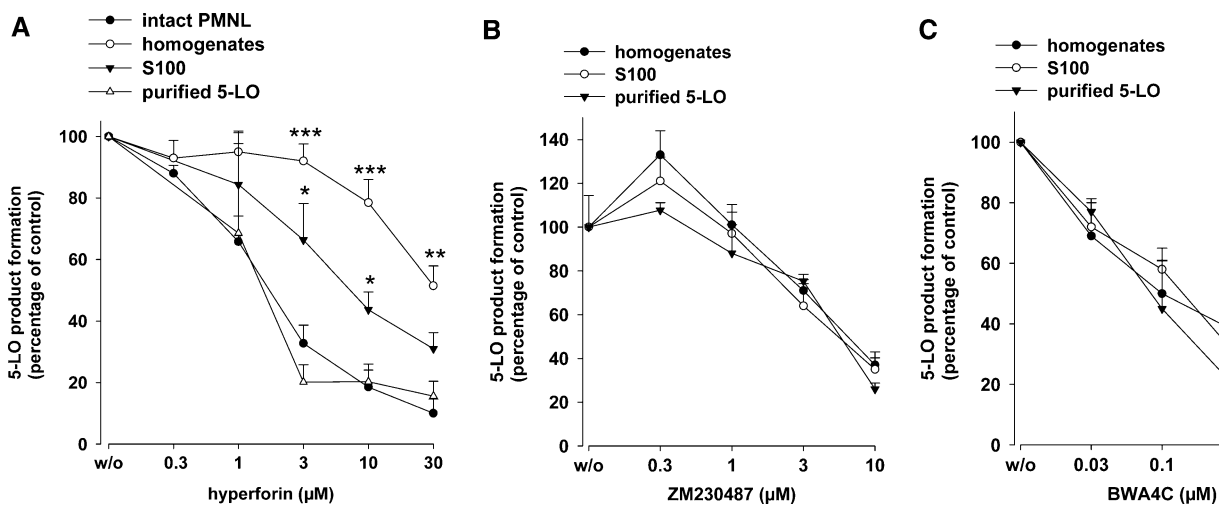 A
intact PMNL
homogenates
S100
purified 5-LO
5-LO product formation
(percentage of control)
100
80
60
40
20
0
***
***
*
*
**
w/o 0.3 1 3 10 30
hyperforin (µM)
B
homogenates
S100
purified 5-LO
5-LO product formation
(percentage of control)
140
120
100
80
60
40
20
0
w/o 0.3 1 3 10
ZM230487 (µM)
C
homogenates
S100
purified 5-LO
5-LO product formation
(percentage of control)
100
80
60
40
20
0
w/o 0.03 0.1
BWA4C (µM)